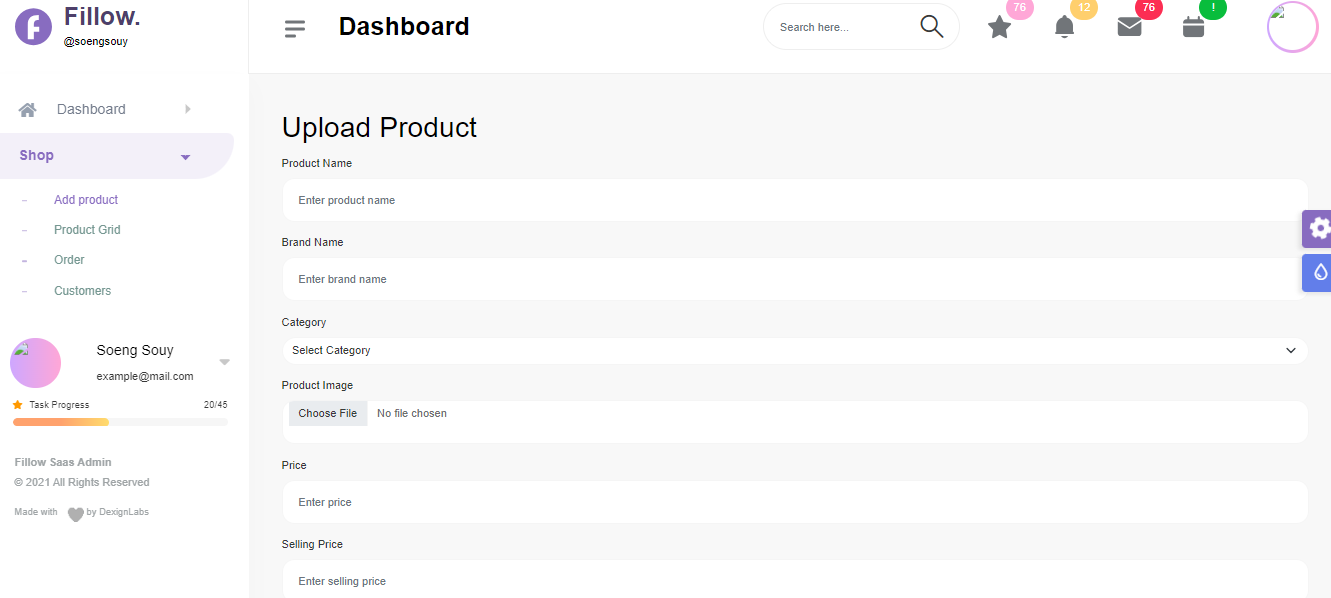 Fillow.
@soengsouy
Dashboard
Search here...
76
12
76
!
Dashboard
Shop
Add product
Product Grid
Order
Customers
Soeng Souy
example@mail.com
Task Progress 20/45
Fillow Saas Admin
© 2021 All Rights Reserved
Made with by DexignLabs
Upload Product
Product Name
Enter product name
Brand Name
Enter brand name
Category
Select Category
Product Image
Choose File No file chosen
Price
Enter price
Selling Price
Enter selling price